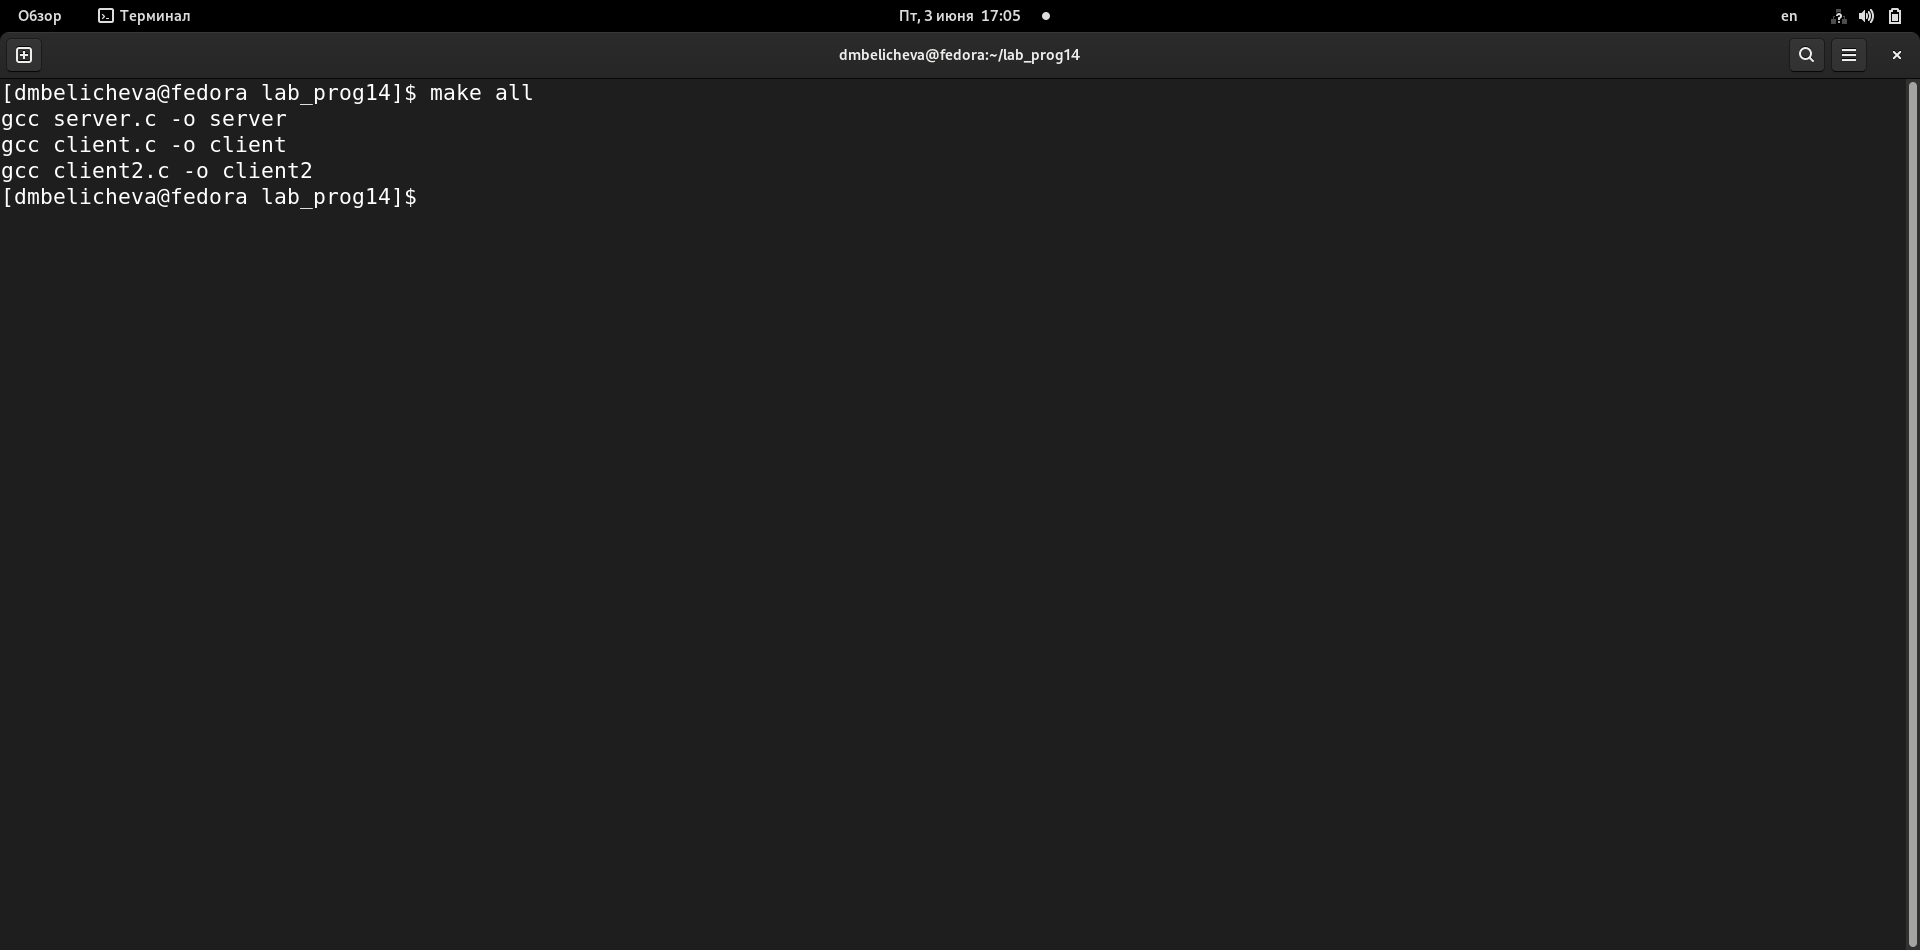 Обзор Терминал Пт, 3 июня 17:05 en
dmbelicheva@fedora:~/lab_prog14
[dmbelicheva@fedora lab_prog14]$ make all
gcc server.c -o server
gcc client.c -o client
gcc client2.c -o client2
[dmbelicheva@fedora lab_prog14]$